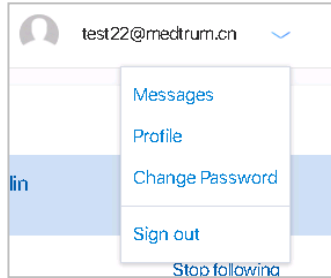 test22@medtrum.cn
Messages
Profile
Change Password
lin
Sign out
Stop following